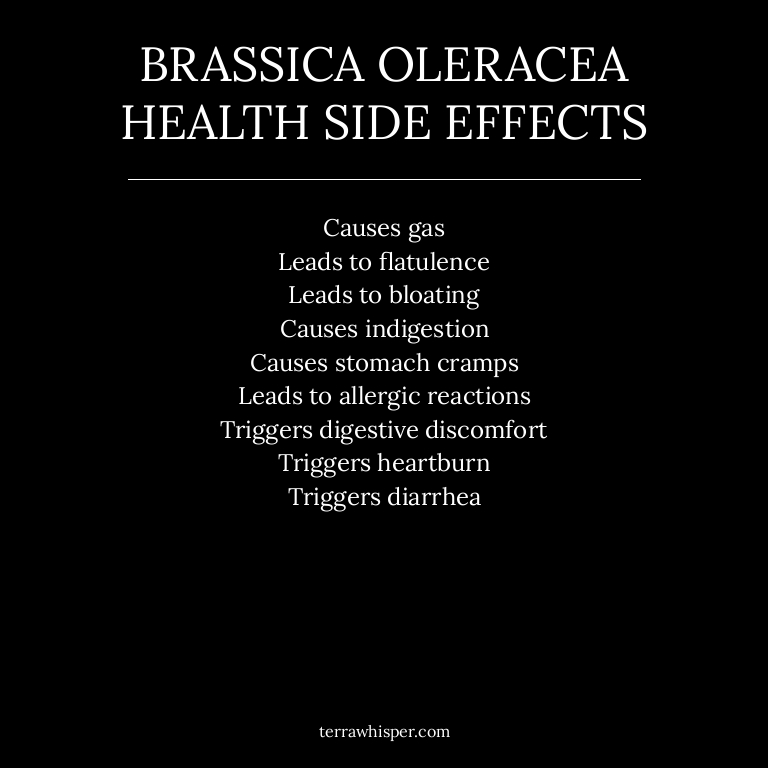 BRASSICA OLERACEA
HEALTH SIDE EFFECTS
Causes gas
Leads to flatulence
Leads to bloating
Causes indigestion
Causes stomach cramps
Leads to allergic reactions
Triggers digestive discomfort
Triggers heartburn
Triggers diarrhea
terrawhisper.com